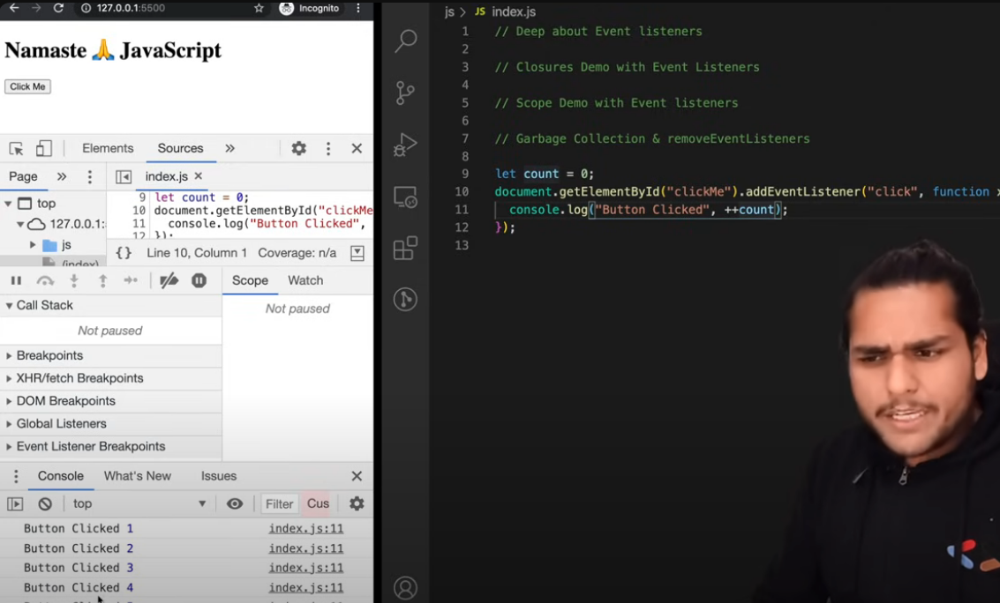 127.0.0.1:5500
Incognito
Namaste 🙏 JavaScript
Click Me
Elements
Sources
Page
index.js
top
127.0.0.1:
js
(index)
9 let count = 0;
10 document.getElementById("clickMe
11 console.log("Button Clicked",
12 });
{} Line 10, Column 1 Coverage: n/a
Scope
Watch
Not paused
Call Stack
Not paused
Breakpoints
XHR/fetch Breakpoints
DOM Breakpoints
Global Listeners
Event Listener Breakpoints
Console
What's New
Issues
top
Filter
Cus
Button Clicked 1 index.js:11
Button Clicked 2 index.js:11
Button Clicked 3 index.js:11
Button Clicked 4 index.js:11
js > JS index.js
1 // Deep about Event listeners
2
3 // Closures Demo with Event Listeners
4
5 // Scope Demo with Event listeners
6
7 // Garbage Collection & removeEventListeners
8
9 let count = 0;
10 document.getElementById("clickMe").addEventListener("click", function
11 console.log("Button Clicked", ++count);
12 });
13